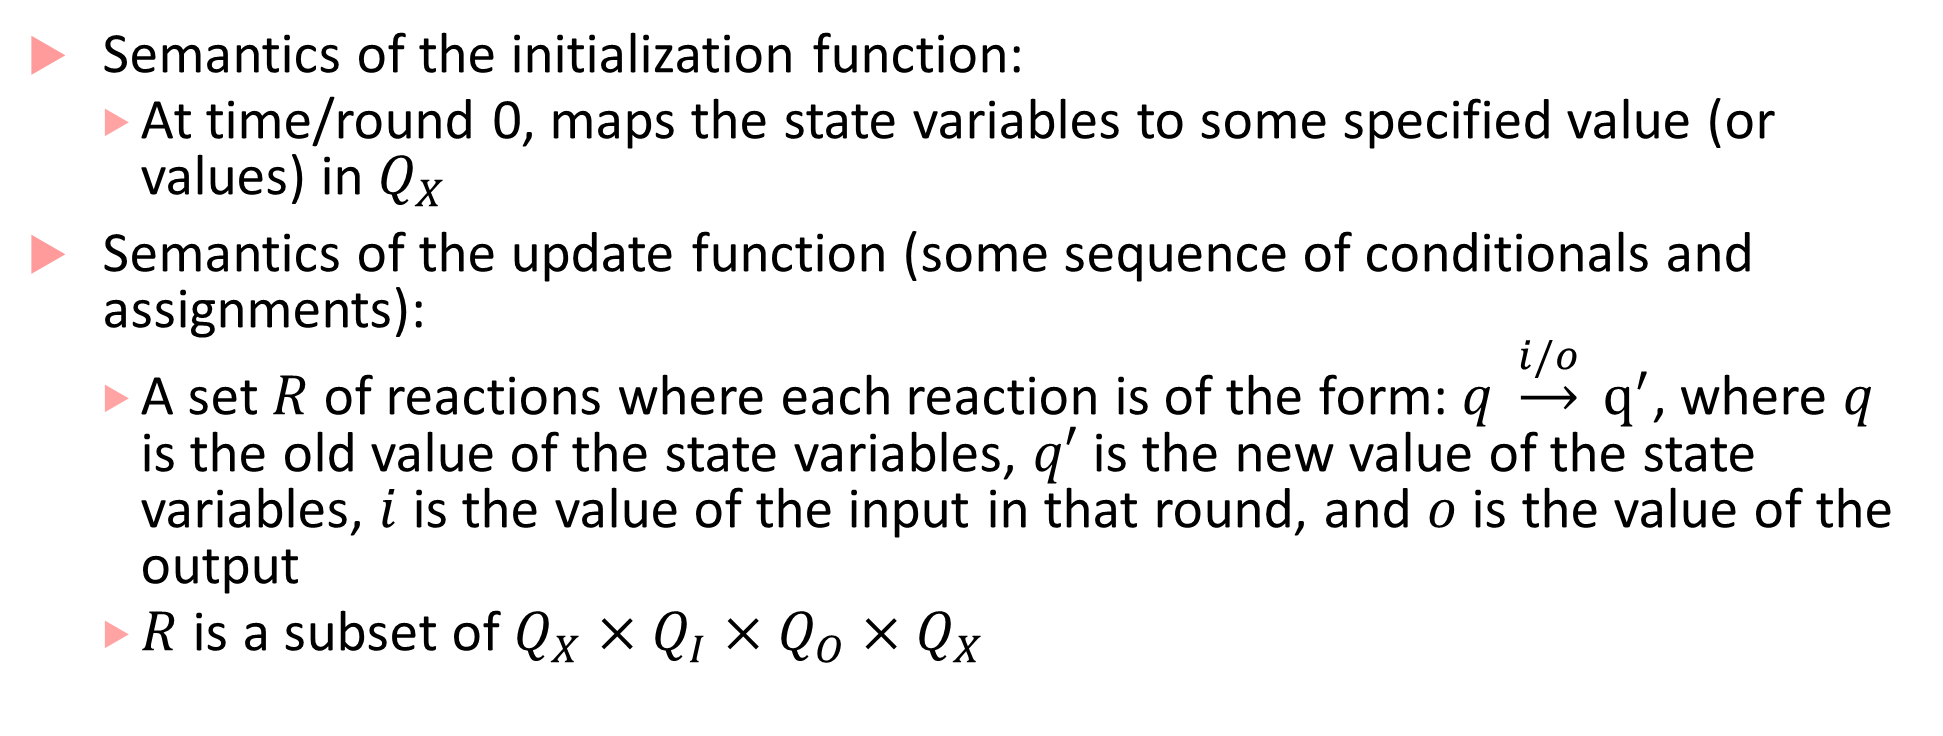 Semantics of the initialization function:
At time/round 0, maps the state variables to some specified value (or
values) in Q_X
Semantics of the update function (some sequence of conditionals and
assignments):
A set R of reactions where each reaction is of the form: q \xrightarrow{i/o} q′, where q
is the old value of the state variables, q′ is the new value of the state
variables, i is the value of the input in that round, and o is the value of the
output
R is a subset of Q_X × Q_I × Q_O × Q_X